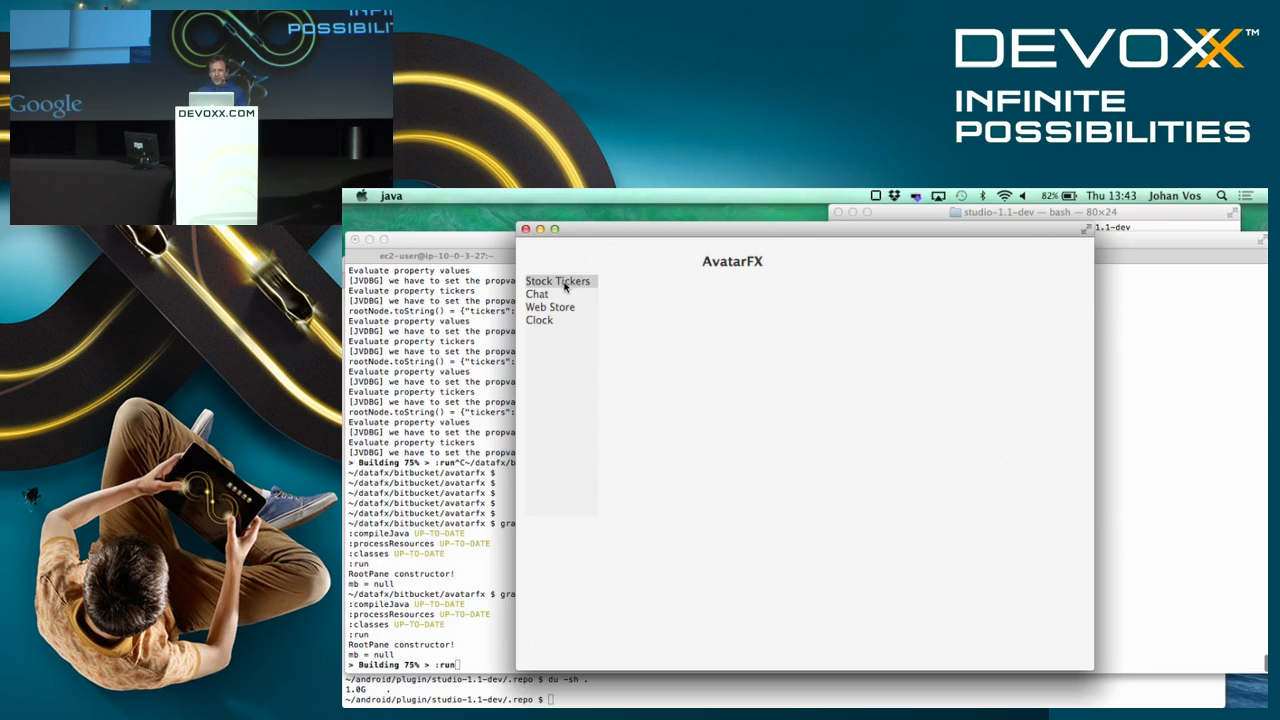 INFI
POSSIBILIT
Google
DEVOXX.COM
DEVOXX™
INFINITE
POSSIBILITIES
java
82%
Thu 13:43
Johan Vos
studio-1.1-dev — bash — 80×24
1.1-dev
ec2-user@ip-10-0-3-27:~
AvatarFX
Stock Tickers
Chat
Web Store
Clock
Evaluate property values
[JVDBG] we have to set the propva
Evaluate property tickers
[JVDBG] we have to set the propva
rootNode.toString() = {"tickers":
Evaluate property values
[JVDBG] we have to set the propva
Evaluate property tickers
[JVDBG] we have to set the propva
rootNode.toString() = {"tickers":
Evaluate property values
[JVDBG] we have to set the propva
Evaluate property tickers
[JVDBG] we have to set the propva
rootNode.toString() = {"tickers":
Evaluate property values
[JVDBG] we have to set the propva
Evaluate property tickers
[JVDBG] we have to set the propva
> Building 75% > :run^C~/datafx/b
~/datafx/bitbucket/avatarfx $
~/datafx/bitbucket/avatarfx $
~/datafx/bitbucket/avatarfx $
~/datafx/bitbucket/avatarfx $
~/datafx/bitbucket/avatarfx $
~/datafx/bitbucket/avatarfx $ gra
:compileJava UP-TO-DATE
:processResources UP-TO-DATE
:classes UP-TO-DATE
:run
RootPane constructor!
mb = null
~/datafx/bitbucket/avatarfx $ gra
:compileJava UP-TO-DATE
:processResources UP-TO-DATE
:classes UP-TO-DATE
:run
RootPane constructor!
mb = null
> Building 75% > :run
~/android/plugin/studio-1.1-dev/.repo $ du -sh .
1.0G .
~/android/plugin/studio-1.1-dev/.repo $